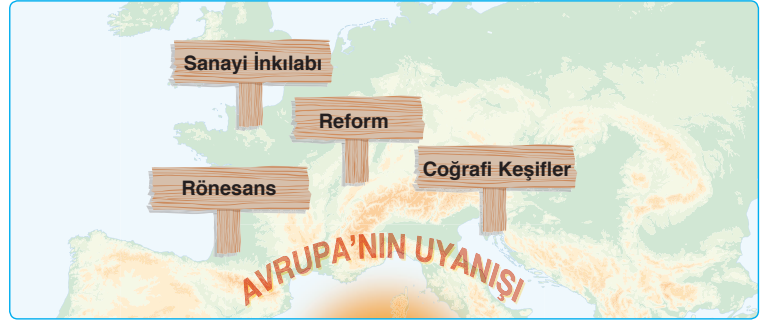 Sanayi İnkılabı
Reform
Coğrafi Keşifler
Rönesans
AVRUPA’NIN UYANIŞI